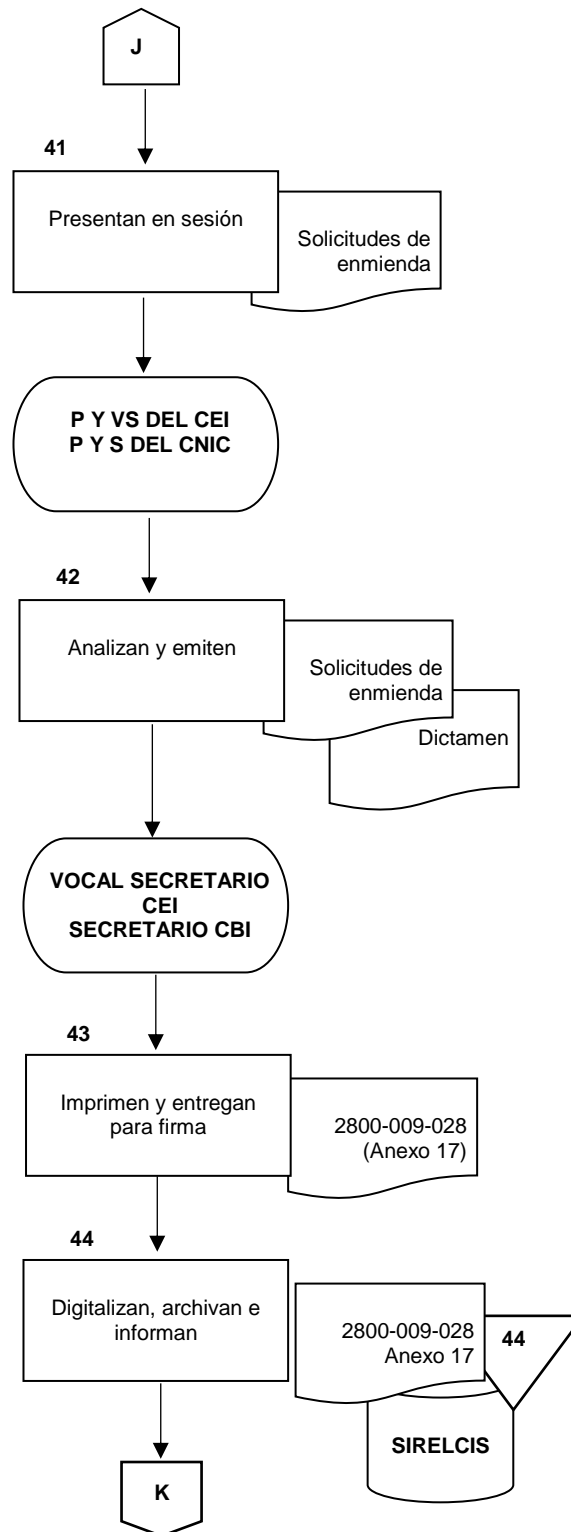 J
41
Presentan en sesión
Solicitudes de
enmienda
P Y VS DEL CEI
P Y S DEL CNIC
42
Analizan y emiten
Solicitudes de
enmienda
Dictamen
VOCAL SECRETARIO
CEI
SECRETARIO CBI
43
Imprimen y entregan
para firma
2800-009-028
(Anexo 17)
44
Digitalizan, archivan e
informan
2800-009-028
Anexo 17
44
SIRELCIS
K